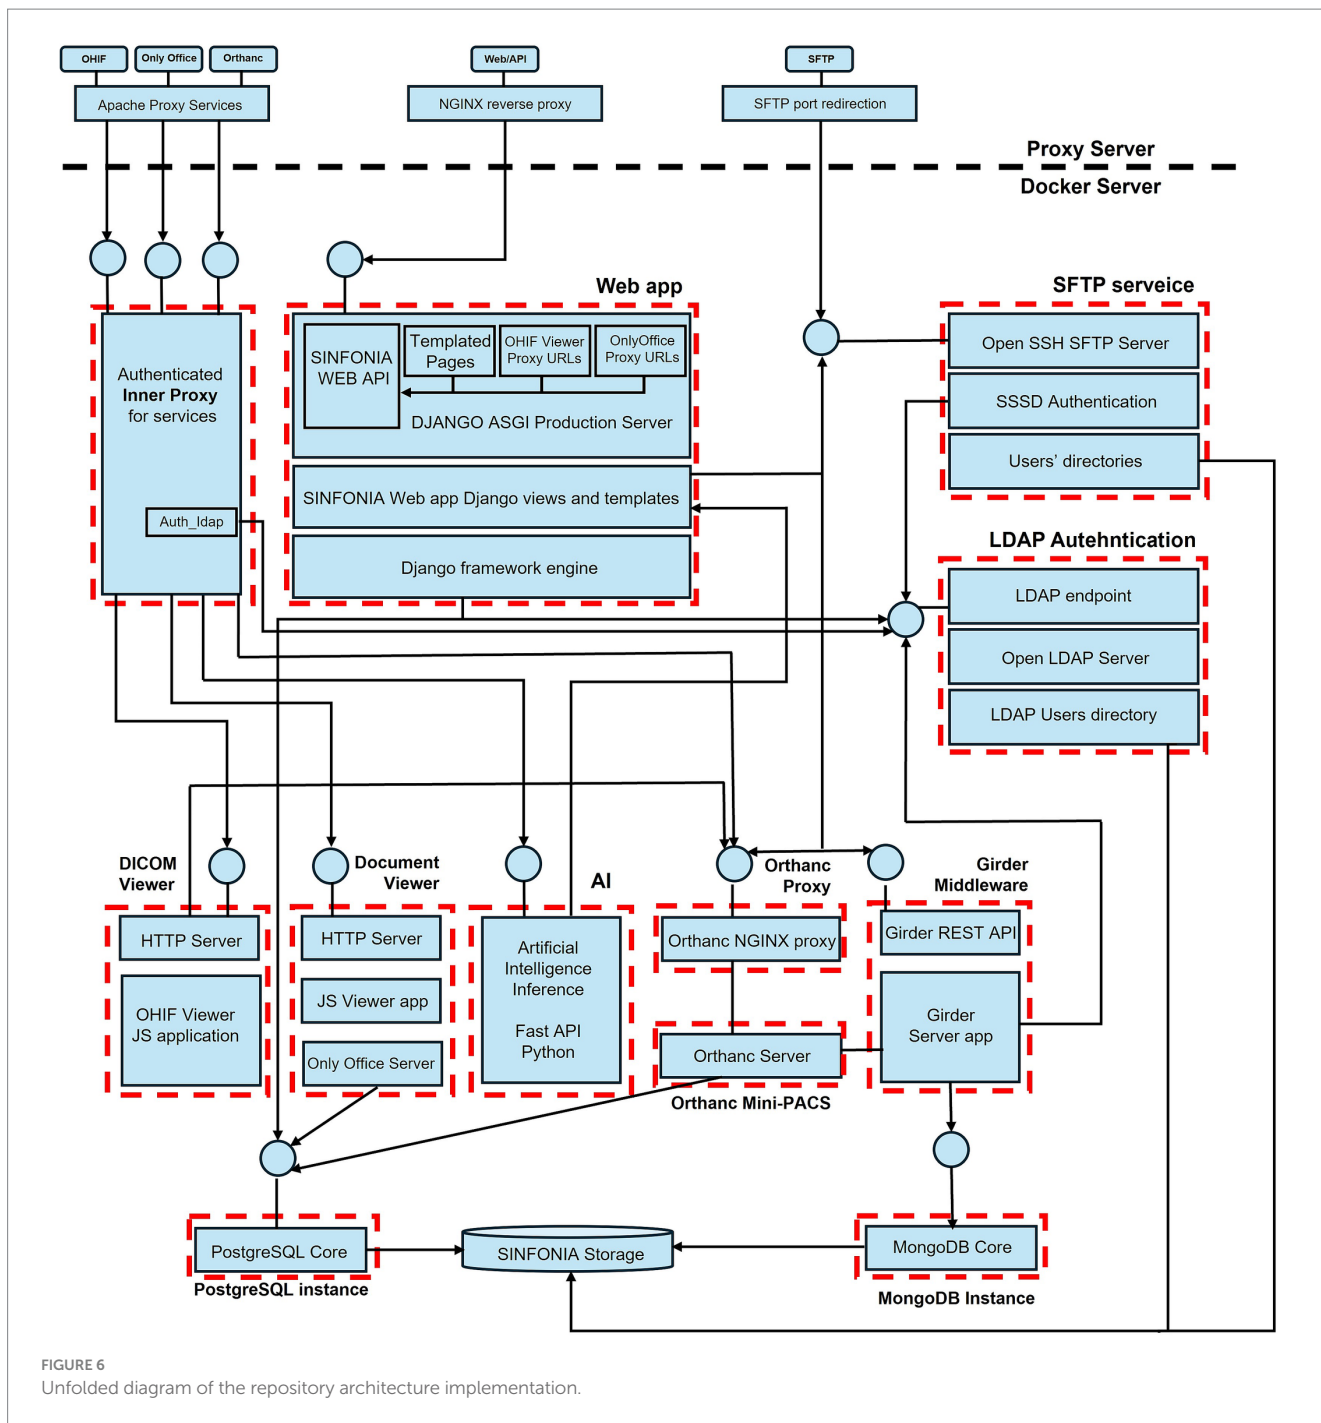 OHIF
Only Office
Orthanc
Web/API
SFTP
Apache Proxy Services
NGINX reverse proxy
SFTP port redirection
Proxy Server
Docker Server
Web app
SFTP serveice
Authenticated
Inner Proxy
for services
Auth_ldap
SINFONIA
WEB API
Templated
Pages
OHIF Viewer
Proxy URLs
OnlyOffice
Proxy URLs
DJANGO ASGI Production Server
SINFONIA Web app Django views and templates
Django framework engine
Open SSH SFTP Server
SSSD Authentication
Users' directories
LDAP Autehntication
LDAP endpoint
Open LDAP Server
LDAP Users directory
DICOM
Viewer
Document
Viewer
AI
Orthanc
Proxy
Girder
Middleware
HTTP Server
OHIF Viewer
JS application
HTTP Server
JS Viewer app
Only Office Server
Artificial
Intelligence
Inference
Fast API
Python
Orthanc NGINX proxy
Orthanc Server
Orthanc Mini-PACS
Girder REST API
Girder
Server app
PostgreSQL Core
PostgreSQL instance
SINFONIA Storage
MongoDB Core
MongoDB Instance
FIGURE 6
Unfolded diagram of the repository architecture implementation.